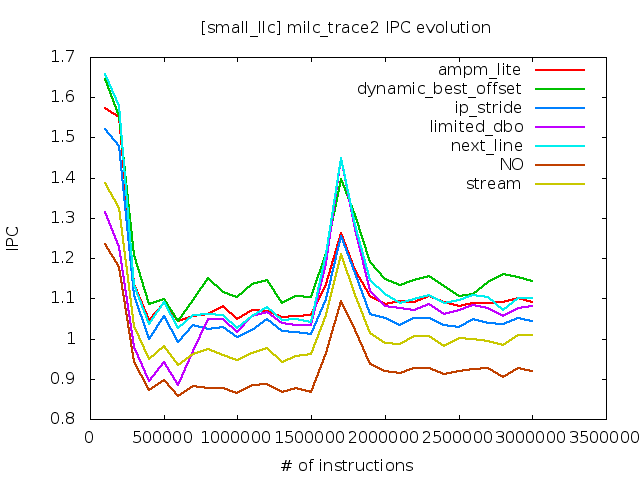 [small_llc] milc_trace2 IPC evolution
1.7
1.6
1.5
1.4
1.3
1.2
1.1
1
0.9
0.8
IPC
ampm_lite
dynamic_best_offset
ip_stride
limited_dbo
next_line
NO
stream
0 500000 1000000 1500000 2000000 2500000 3000000 3500000
# of instructions